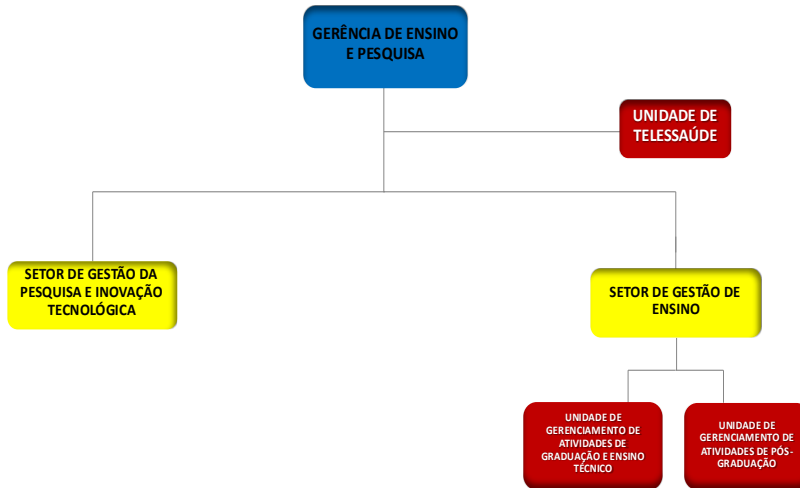 GERÊNCIA DE ENSINO
E PESQUISA
UNIDADE DE
TELESSAÚDE
SETOR DE GESTÃO DA
PESQUISA E INOVAÇÃO
TECNOLÓGICA
SETOR DE GESTÃO DE
ENSINO
UNIDADE DE
GERENCIAMENTO DE
ATIVIDADES DE
GRADUAÇÃO E ENSINO
TÉCNICO
UNIDADE DE
GERENCIAMENTO DE
ATIVIDADES DE PÓS-
GRADUAÇÃO